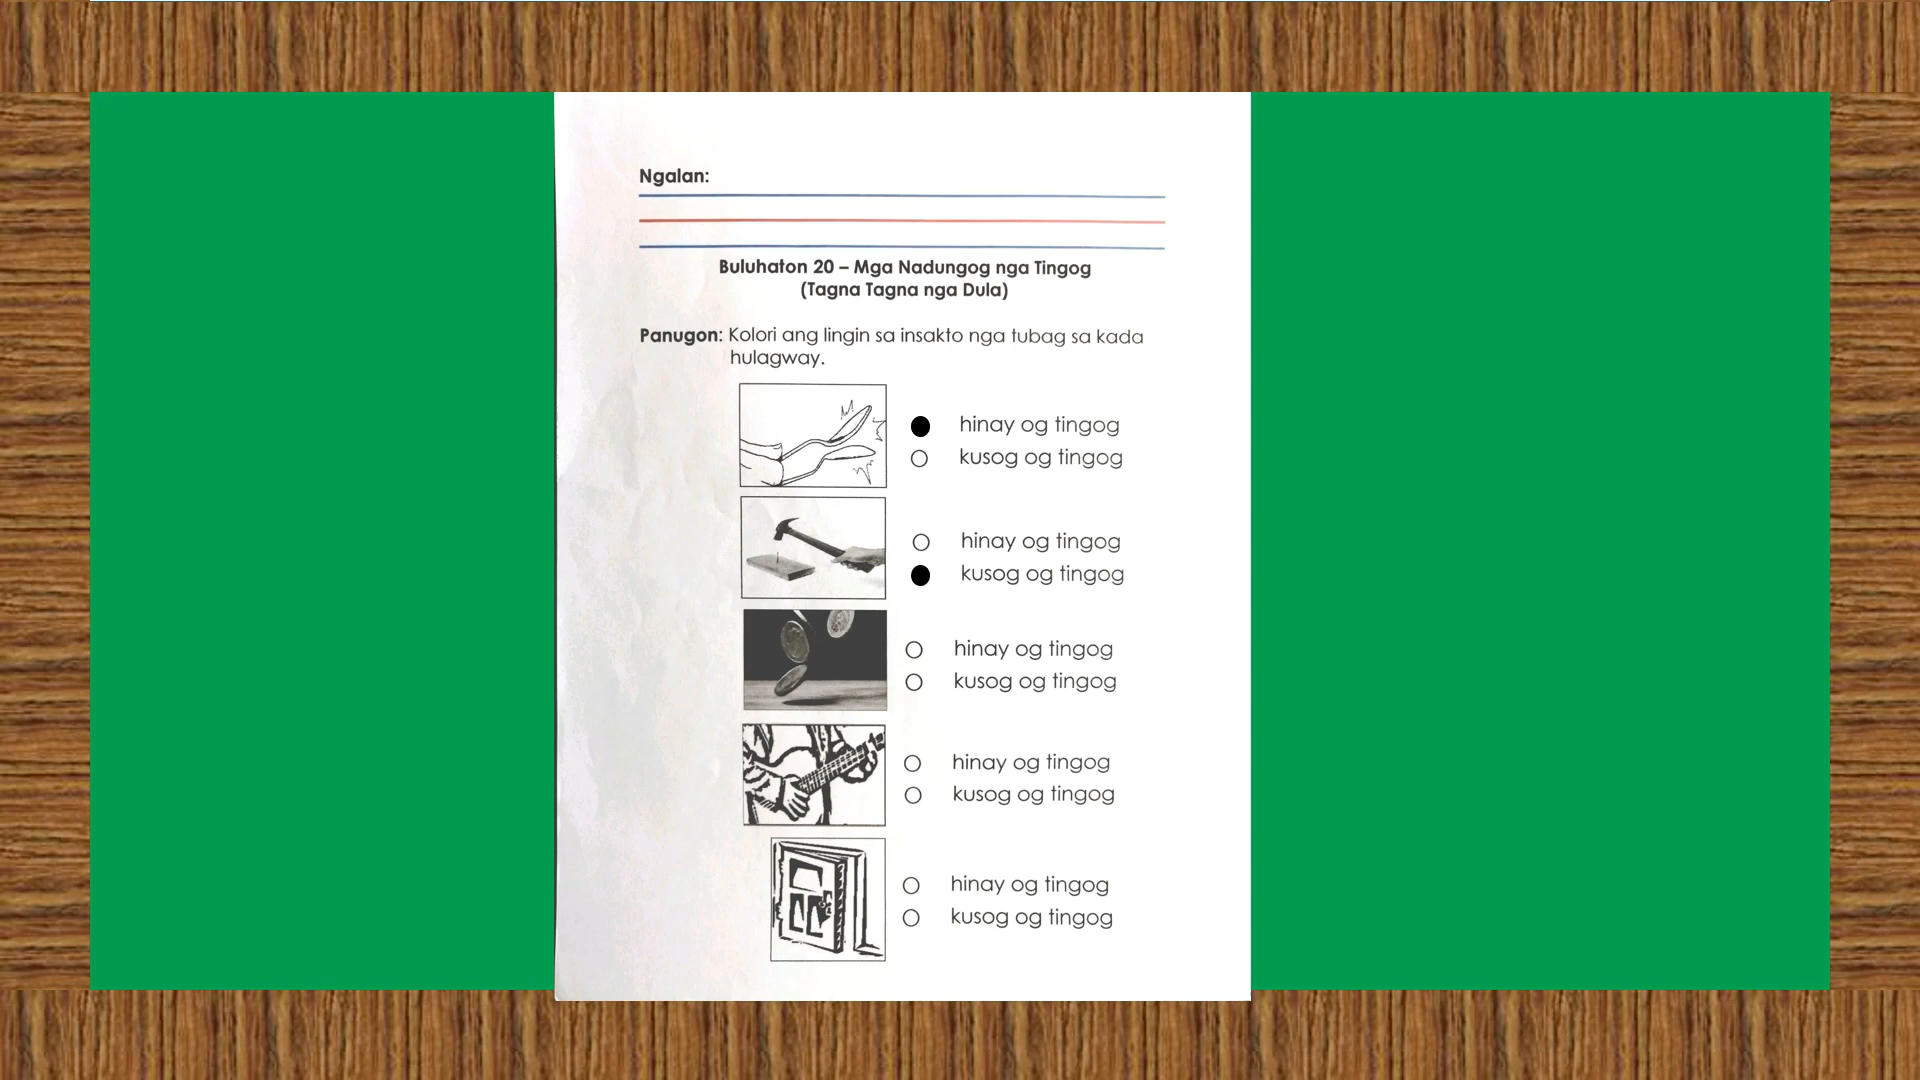 Ngalan:
Buluhaton 20 – Mga Nadungog nga Tingog
(Tagna Tagna nga Dula)
Panugon: Kolori ang lingin sa insakto nga tubag sa kada
hulagway.
hinay og tingog
kusog og tingog
hinay og tingog
kusog og tingog
hinay og tingog
kusog og tingog
hinay og tingog
kusog og tingog
hinay og tingog
kusog og tingog